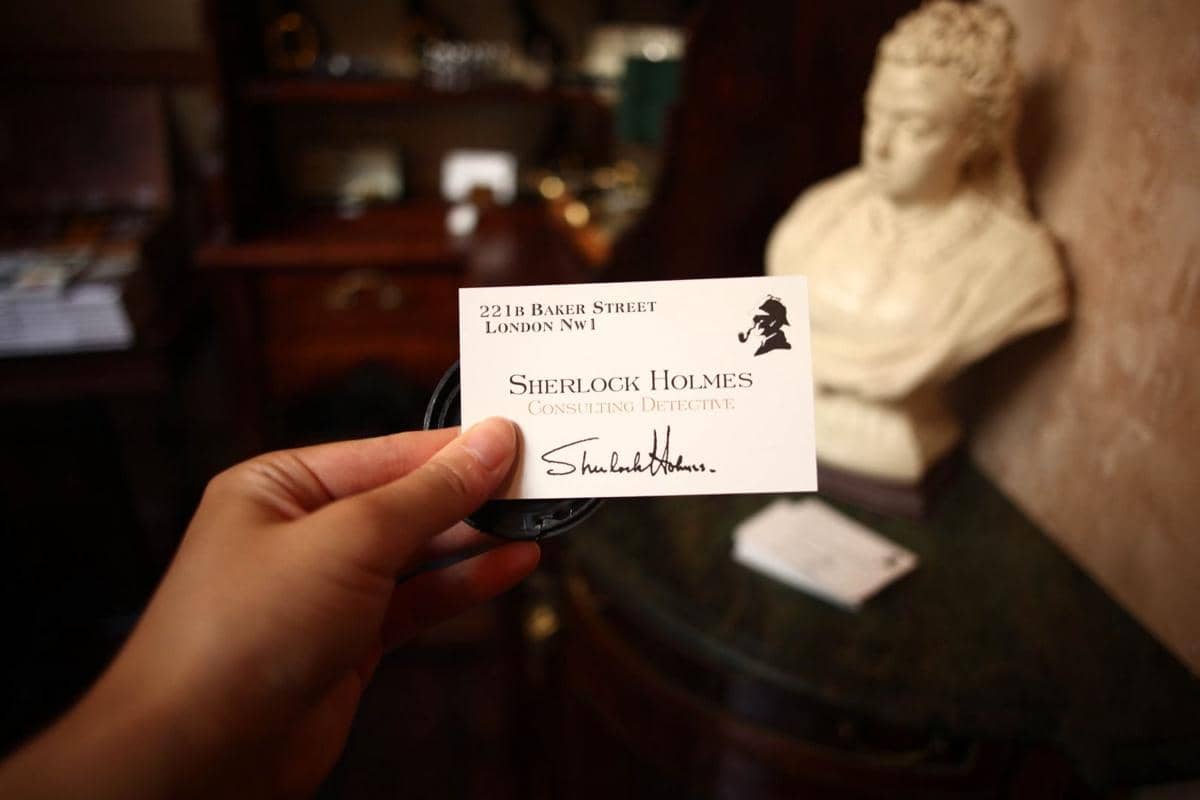 221B Baker Street
London Nw1
Sherlock Holmes
Consulting Detective
Sherlock Holmes.